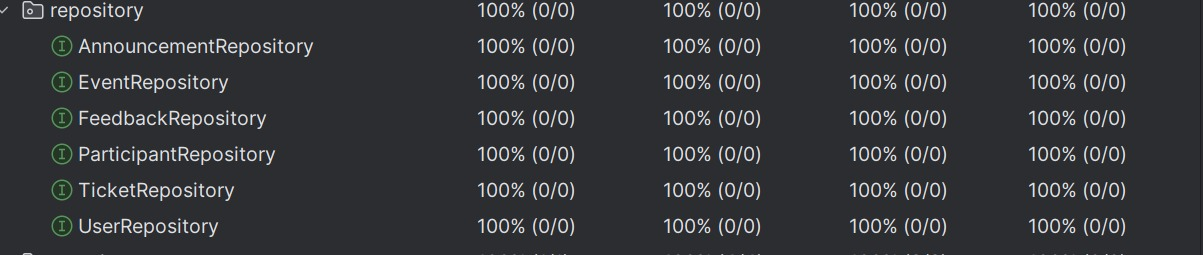 repository 100% (0/0) 100% (0/0) 100% (0/0) 100% (0/0)
AnnouncementRepository 100% (0/0) 100% (0/0) 100% (0/0) 100% (0/0)
EventRepository 100% (0/0) 100% (0/0) 100% (0/0) 100% (0/0)
FeedbackRepository 100% (0/0) 100% (0/0) 100% (0/0) 100% (0/0)
ParticipantRepository 100% (0/0) 100% (0/0) 100% (0/0) 100% (0/0)
TicketRepository 100% (0/0) 100% (0/0) 100% (0/0) 100% (0/0)
UserRepository 100% (0/0) 100% (0/0) 100% (0/0) 100% (0/0)